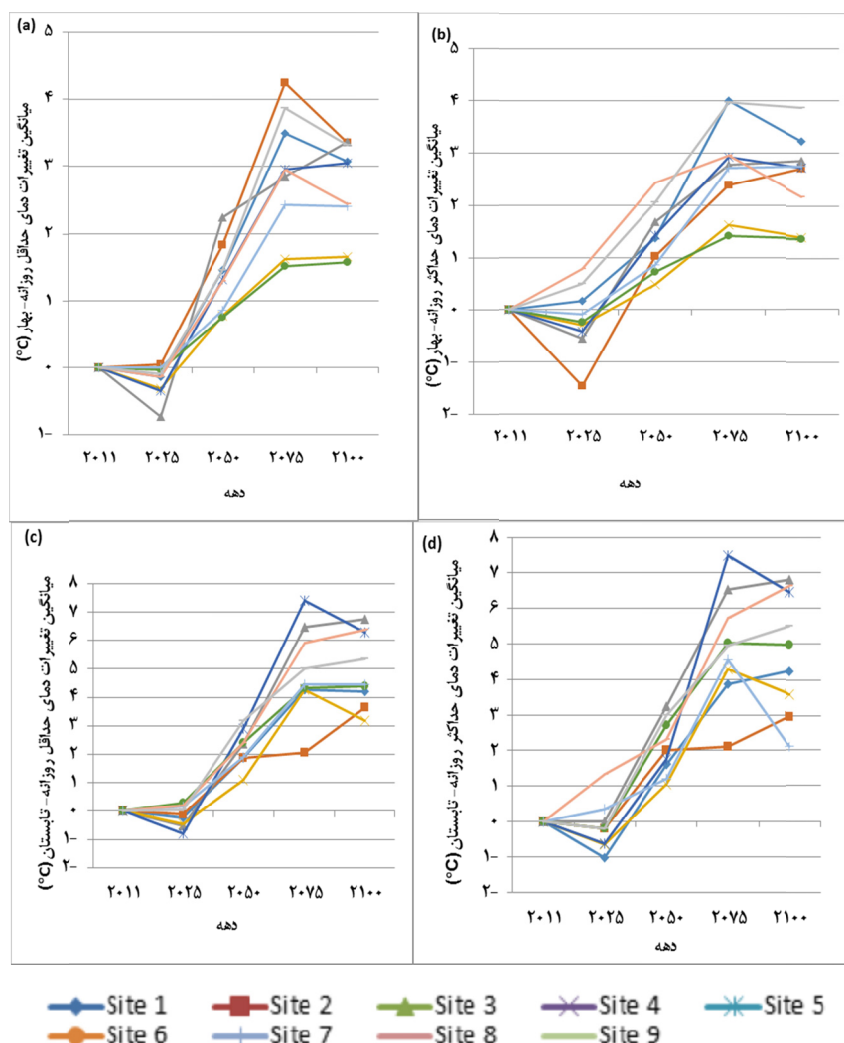 (a)
میانگین تغییرات دمای حداقل روزانه- بهار (°C)
۵
۴
۳
۲
۱
۰
۱−
۲۰۱۱ ۲۰۲۵ ۲۰۵۰ ۲۰۷۵ ۲۱۰۰
دهه
(b)
میانگین تغییرات دمای حداکثر روزانه- بهار (°C)
۵
۴
۳
۲
۱
۰
۱−
۲−
۲۰۱۱ ۲۰۲۵ ۲۰۵۰ ۲۰۷۵ ۲۱۰۰
دهه
(c)
میانگین تغییرات دمای حداقل روزانه- تابستان (°C)
۸
۷
۶
۵
۴
۳
۲
۱
۰
۱−
۲−
۲۰۱۱ ۲۰۲۵ ۲۰۵۰ ۲۰۷۵ ۲۱۰۰
دهه
(d)
میانگین تغییرات دمای حداکثر روزانه- تابستان (°C)
۸
۷
۶
۵
۴
۳
۲
۱
۰
۱−
۲−
۲۰۱۱ ۲۰۲۵ ۲۰۵۰ ۲۰۷۵ ۲۱۰۰
دهه
Site 1 Site 2 Site 3 Site 4 Site 5
Site 6 Site 7 Site 8 Site 9